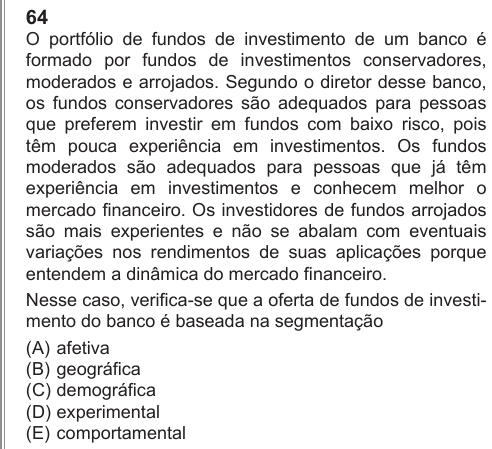 64
O portfólio de fundos de investimento de um banco é
formado por fundos de investimentos conservadores,
moderados e arrojados. Segundo o diretor desse banco,
os fundos conservadores são adequados para pessoas
que preferem investir em fundos com baixo risco, pois
têm pouca experiência em investimentos. Os fundos
moderados são adequados para pessoas que já têm
experiência em investimentos e conhecem melhor o
mercado financeiro. Os investidores de fundos arrojados
são mais experientes e não se abalam com eventuais
variações nos rendimentos de suas aplicações porque
entendem a dinâmica do mercado financeiro.
Nesse caso, verifica-se que a oferta de fundos de investi-
mento do banco é baseada na segmentação
(A) afetiva
(B) geográfica
(C) demográfica
(D) experimental
(E) comportamental